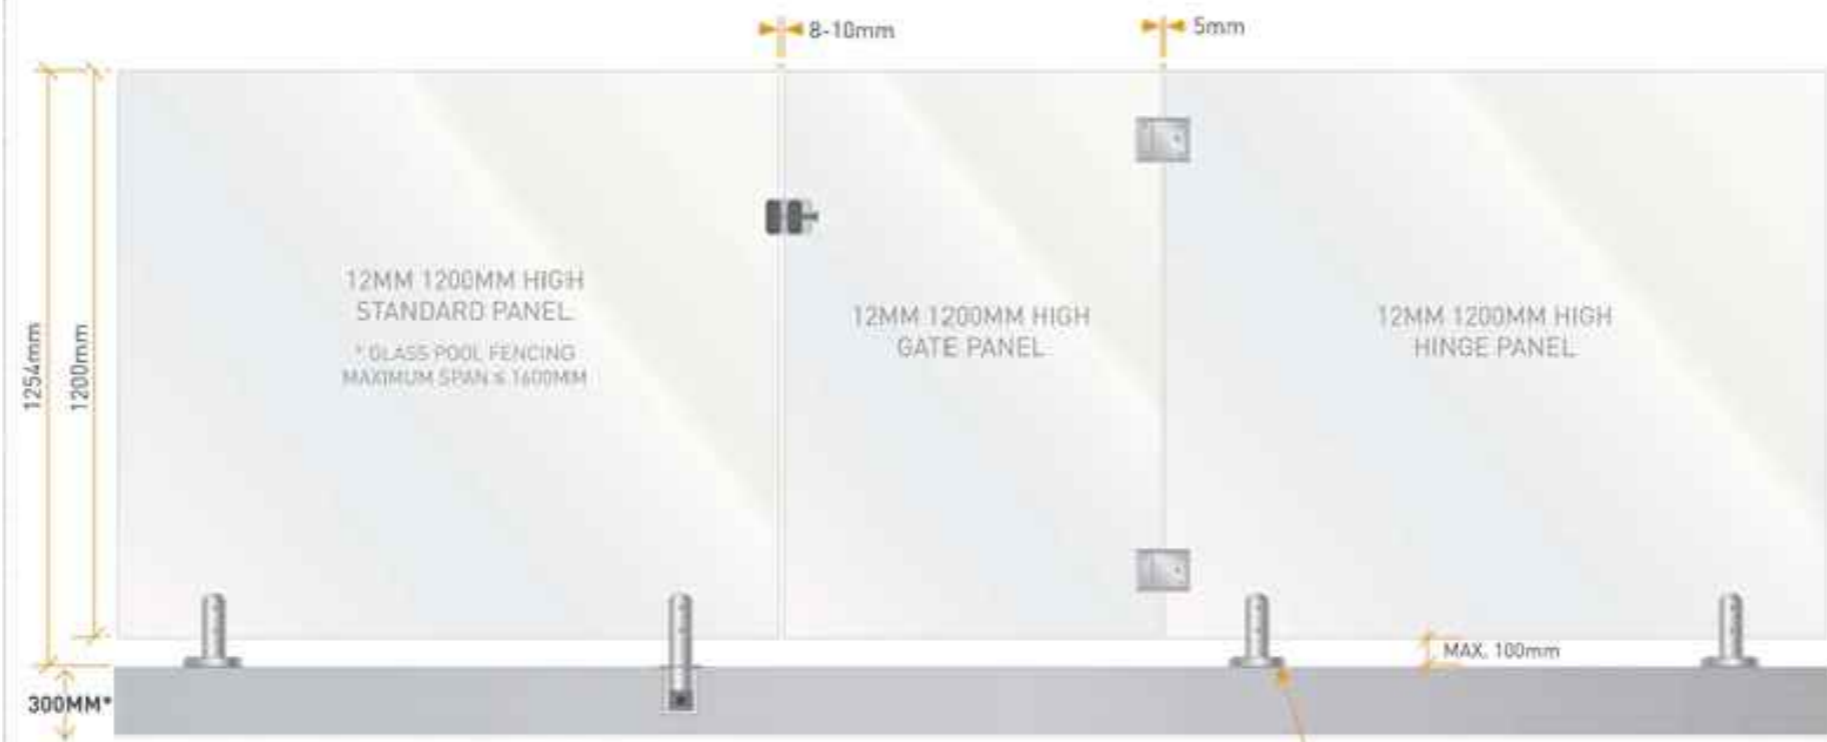 8-10mm
5mm
1254mm
1200mm
12MM 1200MM HIGH
STANDARD PANEL
* GLASS POOL FENCING
MAXIMUM SPAN ≤ 1600MM
12MM 1200MM HIGH
GATE PANEL
12MM 1200MM HIGH
HINGE PANEL
MAX. 100mm
300MM*